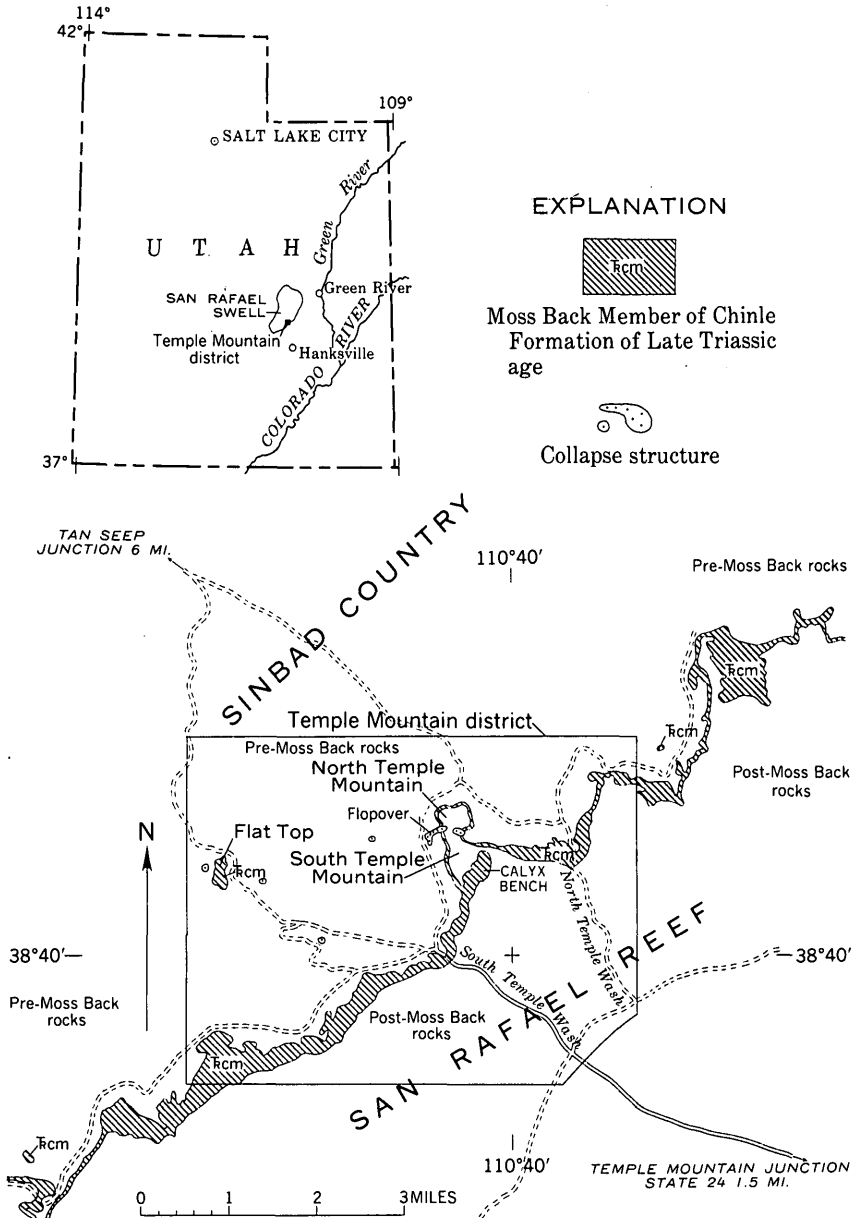 114°
42°
109°
SALT LAKE CITY
River
Green
U T A H
SAN RAFAEL
SWELL
Green River
Temple Mountain
district
Hanksville
COLORADO RIVER
37°
EXPLANATION
Ꞧcm
Moss Back Member of Chinle
Formation of Late Triassic
age
Collapse structure
TAN SEEP
JUNCTION 6 MI.
SINBAD COUNTRY
110°40'
Pre-Moss Back rocks
Ꞧcm
Ꞧcm
Temple Mountain district
Pre-Moss Back rocks
Post-Moss Back
rocks
North Temple
Mountain
N
Flopover
Flat Top
Ꞧcm
South Temple
Mountain
Ꞧcm
CALYX
BENCH
North Temple Wash
38°40'
38°40'
South Temple Wash
SAN RAFAEL REEF
Pre-Moss Back
rocks
Post-Moss Back
rocks
Ꞧcm
Ꞧcm
110°40'
TEMPLE MOUNTAIN JUNCTION
STATE 24 1.5 MI.
0 1 2 3 MILES